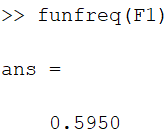 >> funfreq(F1)
ans =
0.5950